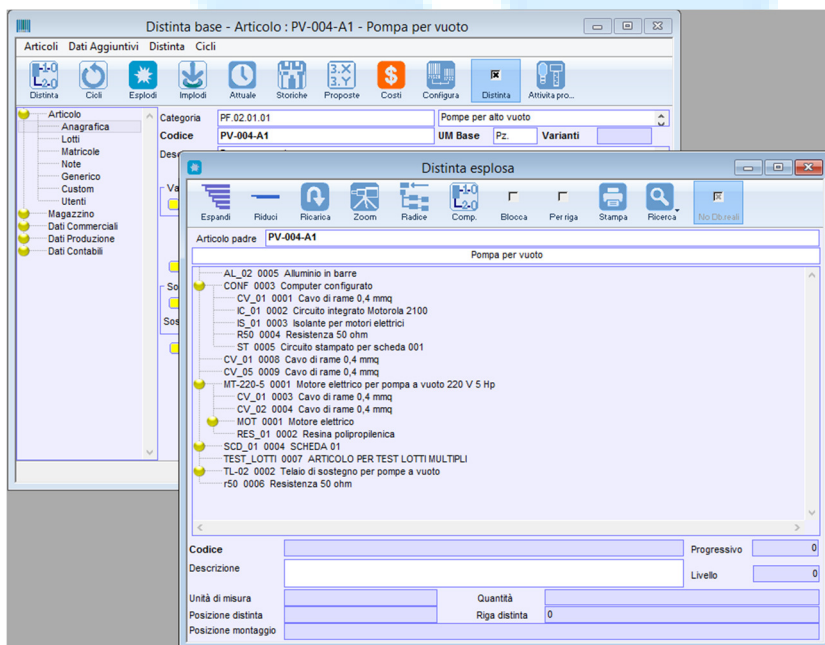 Distinta base - Articolo : PV-004-A1 - Pompa per vuoto
Articoli Dati Aggiuntivi Distinta Cicli
Distinta Cicli Esplodi Implodi Attuale Storiche Proposte Costi Configura Distinta Attivita pro...
Articolo
Anagrafica
Lotti
Matricole
Note
Generico
Custom
Utenti
Magazzino
Dati Commerciali
Dati Produzione
Dati Contabili
Categoria PF.02.01.01 Pompe per alto vuoto
Codice PV-004-A1 UM Base Pz. Varianti
Desc
Va
So
Sos
Distinta esplosa
Espandi Riduci Ricarica Zoom Radice Comp. Blocca Per riga Stampa Ricerca No Db.reali
Articolo padre PV-004-A1
Pompa per vuoto
AL_02 0005 Alluminio in barre
CONF 0003 Computer configurato
CV_01 0001 Cavo di rame 0,4 mmq
IC_01 0002 Circuito integrato Motorola 2100
IS_01 0003 Isolante per motori elettrici
R50 0004 Resistenza 50 ohm
ST 0005 Circuito stampato per scheda 001
CV_01 0008 Cavo di rame 0,4 mmq
CV_05 0009 Cavo di rame 0,4 mmq
MT-220-5 0001 Motore elettrico per pompa a vuoto 220 V 5 Hp
CV_01 0003 Cavo di rame 0,4 mmq
CV_02 0004 Cavo di rame 0,4 mmq
MOT 0001 Motore elettrico
RES_01 0002 Resina polipropilenica
SCD_01 0004 SCHEDA 01
TEST_LOTTI 0007 ARTICOLO PER TEST LOTTI MULTIPLI
TL-02 0002 Telaio di sostegno per pompe a vuoto
r50 0006 Resistenza 50 ohm
Codice Progressivo 0
Descrizione
Livello 0
Unità di misura Quantità
Posizione distinta Riga distinta 0
Posizione montaggio